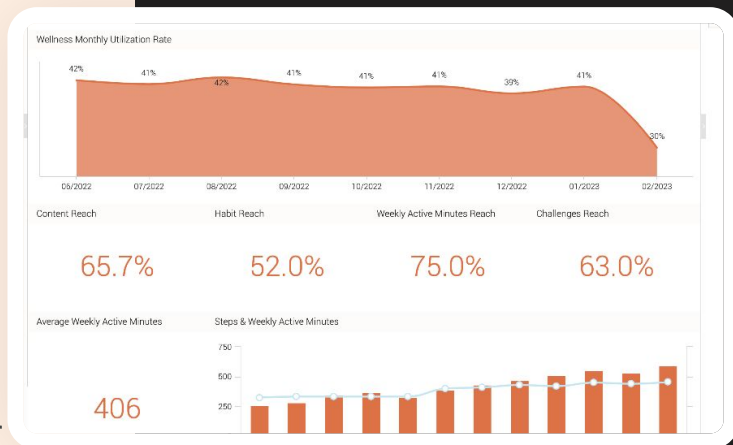 Wellness Monthly Utilization Rate
42%
41%
42%
41%
41%
41%
39%
41%
30%
06/2022 07/2022 08/2022 09/2022 10/2022 11/2022 12/2022 01/2023 02/2023
Content Reach Habit Reach Weekly Active Minutes Reach Challenges Reach
65.7% 52.0% 75.0% 63.0%
Average Weekly Active Minutes Steps & Weekly Active Minutes
750
500
406
250